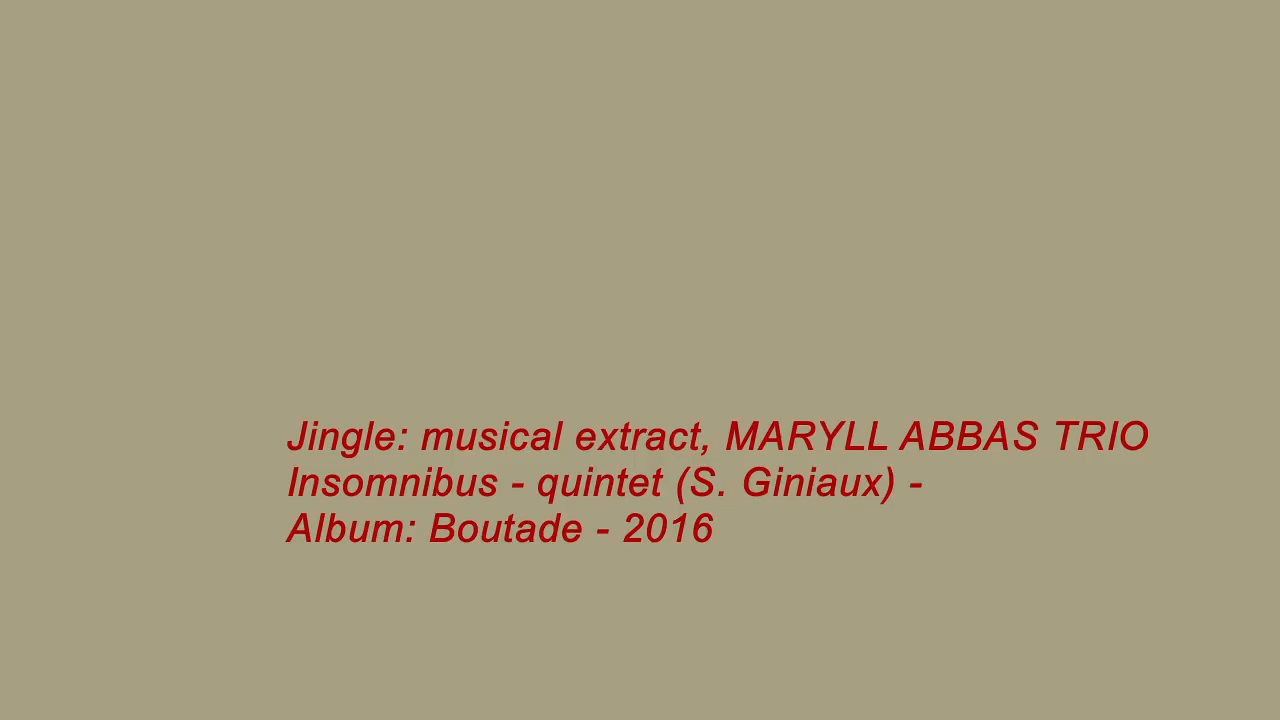 Jingle: musical extract, MARYLL ABBAS TRIO
Insomnibus - quintet (S. Giniaux) -
Album: Boutade - 2016